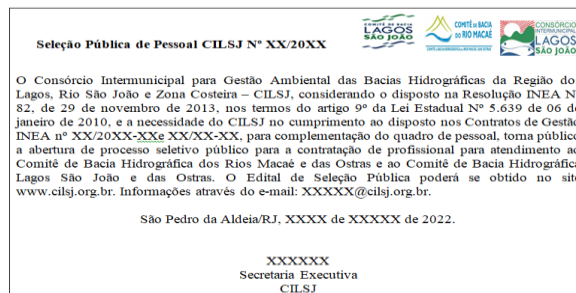 COMITÊ DE BACIA
LAGOS
SÃO JOÃO
COMITÊ DE BACIA
DO RIO MACAÉ
CONSÓRCIO
INTERMUNICIPAL
LAGOS
SÃO JOÃO
Seleção Pública de Pessoal CILSJ Nº XX/20XX
O Consórcio Intermunicipal para Gestão Ambiental das Bacias Hidrográficas da Região do
Lagos, Rio São João e Zona Costeira – CILSJ, considerando o disposto na Resolução INEA N
82, de 29 de novembro de 2013, nos termos do artigo 9º da Lei Estadual Nº 5.639 de 06 de
janeiro de 2010, e a necessidade do CILSJ no cumprimento ao disposto nos Contratos de Gestão
INEA nº XX/20XX-XXe XX/XX-XX, para complementação do quadro de pessoal, torna público
a abertura de processo seletivo público para a contratação de profissional para atendimento ao
Comitê de Bacia Hidrográfica dos Rios Macaé e das Ostras e ao Comitê de Bacia Hidrográfica
Lagos São João e das Ostras. O Edital de Seleção Pública poderá se obtido no site
www.cilsj.org.br. Informações através do e-mail: XXXXX@cilsj.org.br.
São Pedro da Aldeia/RJ, XXXX de XXXXX de 2022.
XXXXXX
Secretaria Executiva
CILSJ